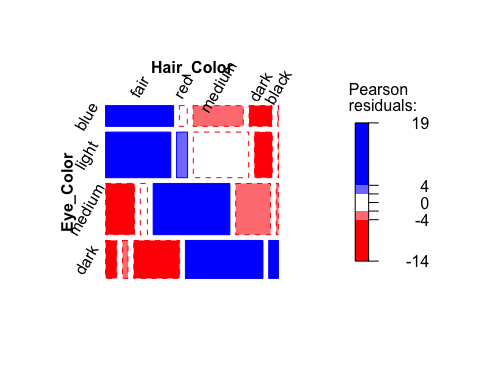 Hair_Color
fair
red
medium
dark
black
Eye_Color
blue
light
medium
dark
Pearson
residuals:
19
4
0
-4
-14